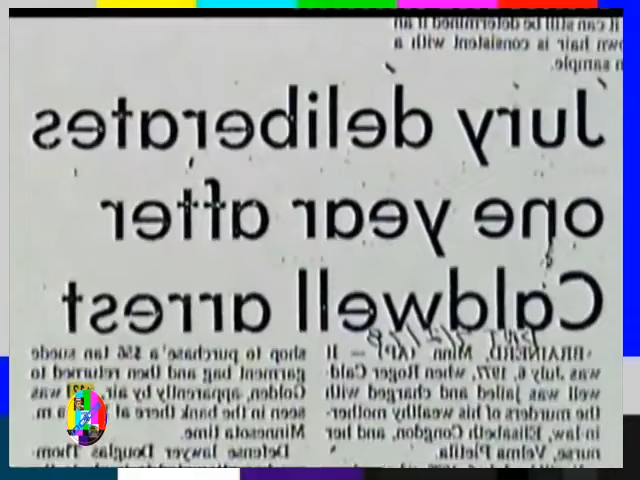 it can still be determined if an
wn hair is consistent with a
sample.
Jury deliberates
one year after
Caldwell arrest
BRAINERD, Minn. (AP) — It
was July 6, 1977, when Roger Cald-
well was jailed and charged with
the murder of his wealthy mother-
in-law, Elisabeth Congdon, and her
nurse, Velma Pietila.
shop to purchase a $56 tan suede
garment bag and then returned to
Golden, apparently by air. was
seen in the bank there at m.
Minnesota time.
Defense lawyer Douglas Thom-